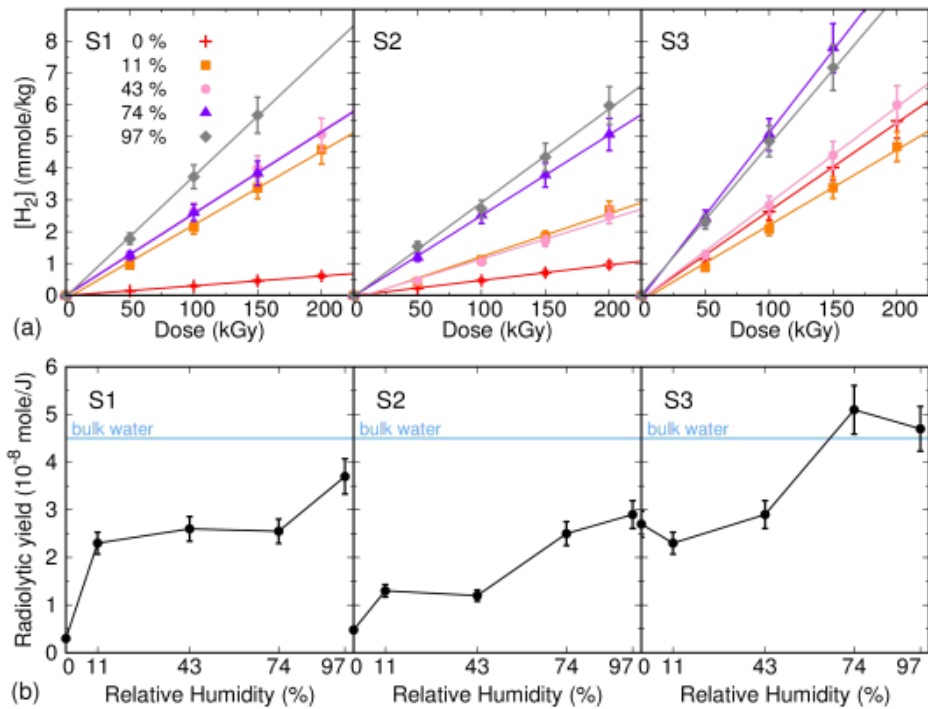 S1
S2
S3
0 %
11 %
43 %
74 %
97 %
[H₂] (mmole/kg)
9
8
7
6
5
4
3
2
1
0
0 50 100 150 200
0 50 100 150 200
0 50 100 150 200
(a)
Dose (kGy)
Dose (kGy)
Dose (kGy)
S1
S2
S3
bulk water
bulk water
bulk water
Radiolytic yield (10⁻⁸ mole/J)
6
5
4
3
2
1
0
0 11 43 74 97
0 11 43 74 97
0 11 43 74 97
(b)
Relative Humidity (%)
Relative Humidity (%)
Relative Humidity (%)